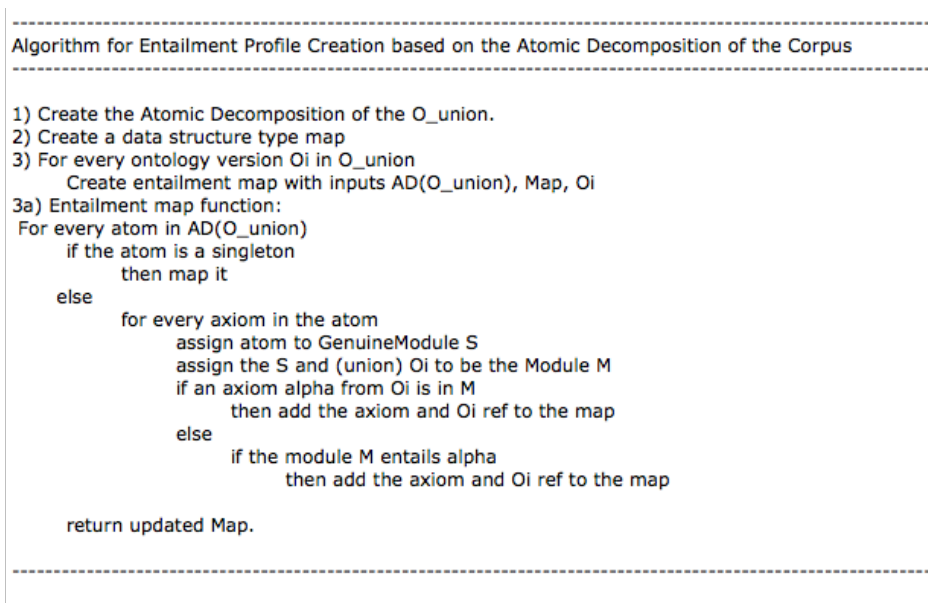 Algorithm for Entailment Profile Creation based on the Atomic Decomposition of the Corpus
1) Create the Atomic Decomposition of the O_union.
2) Create a data structure type map
3) For every ontology version Oi in O_union
Create entailment map with inputs AD(O_union), Map, Oi
3a) Entailment map function:
For every atom in AD(O_union)
if the atom is a singleton
then map it
else
for every axiom in the atom
assign atom to GenuineModule S
assign the S and (union) Oi to be the Module M
if an axiom alpha from Oi is in M
then add the axiom and Oi ref to the map
else
if the module M entails alpha
then add the axiom and Oi ref to the map
return updated Map.